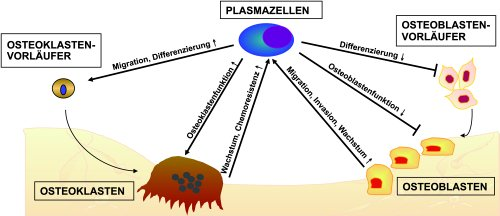 PLASMAZELLEN
OSTEOKLASTEN-
VORLÄUFER
OSTEOBLASTEN-
VORLÄUFER
Migration, Differenzierung ↑
Differenzierung ↓
Osteoklastenfunktion ↑
Wachstum, Chemoresistenz ↑
Migration, Invasion, Wachstum ↑
Osteoblastenfunktion ↓
OSTEOKLASTEN
OSTEOBLASTEN